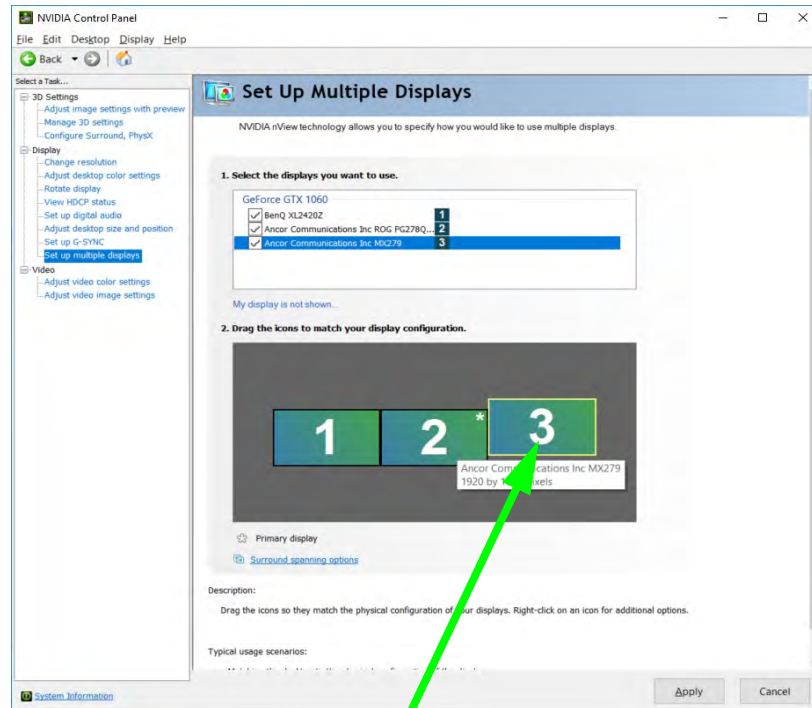 NVIDIA Control Panel
File Edit Desktop Display Help
Back
Select a Task...
3D Settings
Adjust image settings with preview
Manage 3D settings
Configure Surround, PhysX
Display
Change resolution
Adjust desktop color settings
Rotate display
View HDCP status
Set up digital audio
Adjust desktop size and position
Set up G-SYNC
Set up multiple displays
Video
Adjust video color settings
Adjust video image settings
System Information
Set Up Multiple Displays
NVIDIA nView technology allows you to specify how you would like to use multiple displays.
1. Select the displays you want to use.
GeForce GTX 1060
BenQ XL2420Z 1
Ancor Communications Inc ROG PG278Q... 2
Ancor Communications Inc MX279 3
My display is not shown...
2. Drag the icons to match your display configuration.
1 2 * 3
Ancor Communications Inc MX279
1920 by
Primary display
Surround spanning options
Description:
Drag the icons so they match the physical configuration of your displays. Right-click on an icon for additional options.
Typical usage scenarios:
Apply Cancel